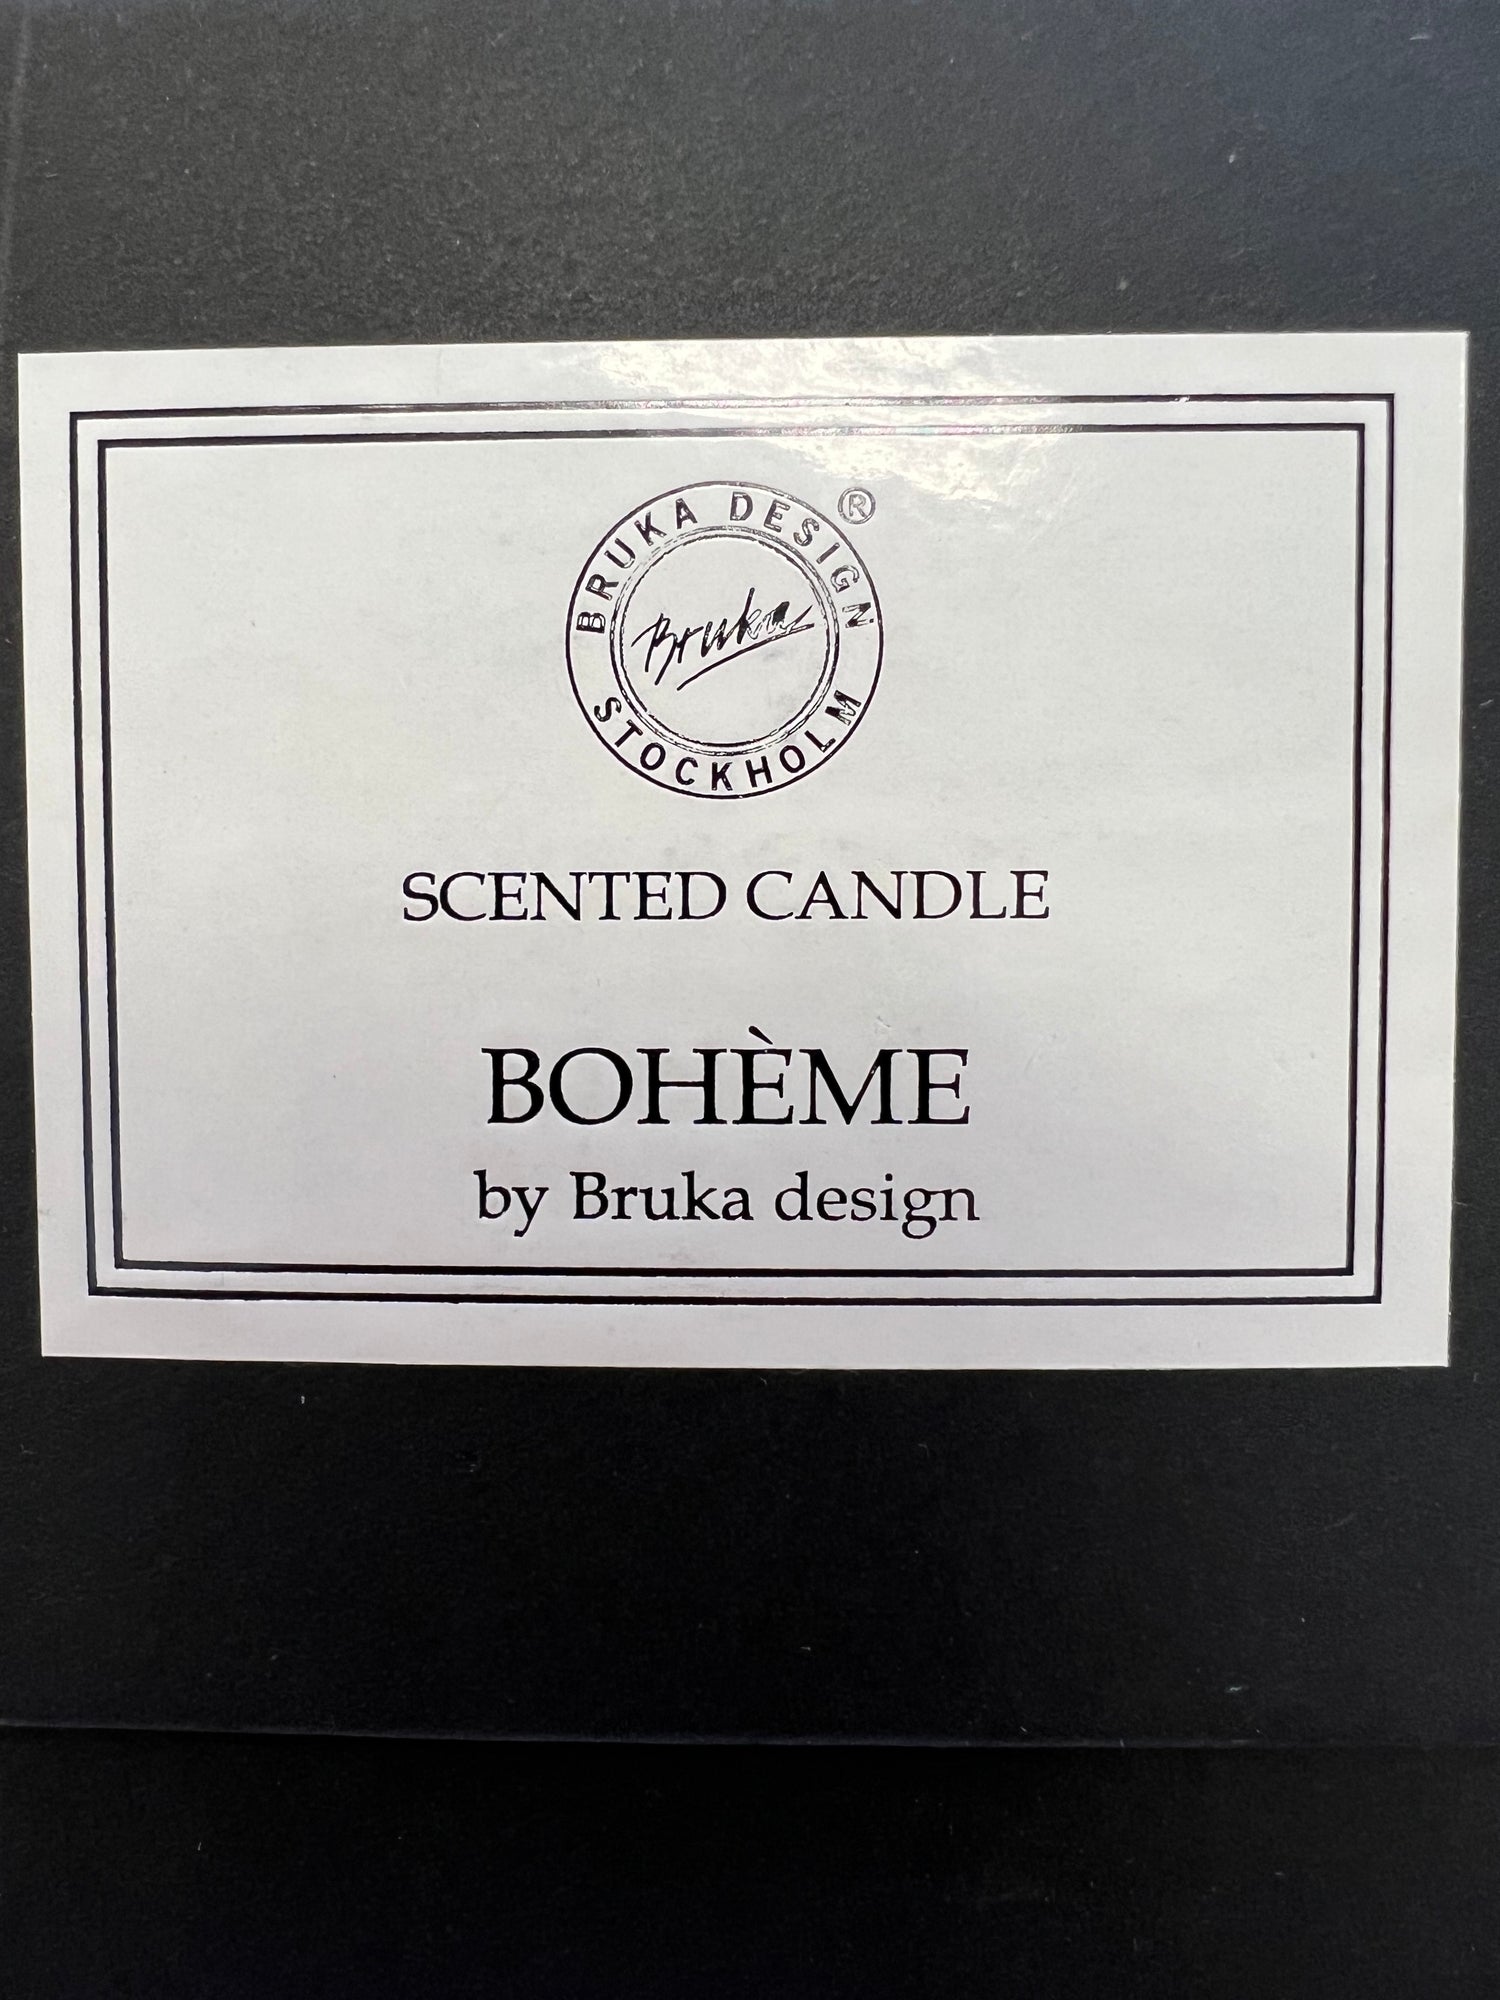 BRUKA DESIGN
®
Bruka
STOCKHOLM
SCENTED CANDLE
BOHÈME
by Bruka design